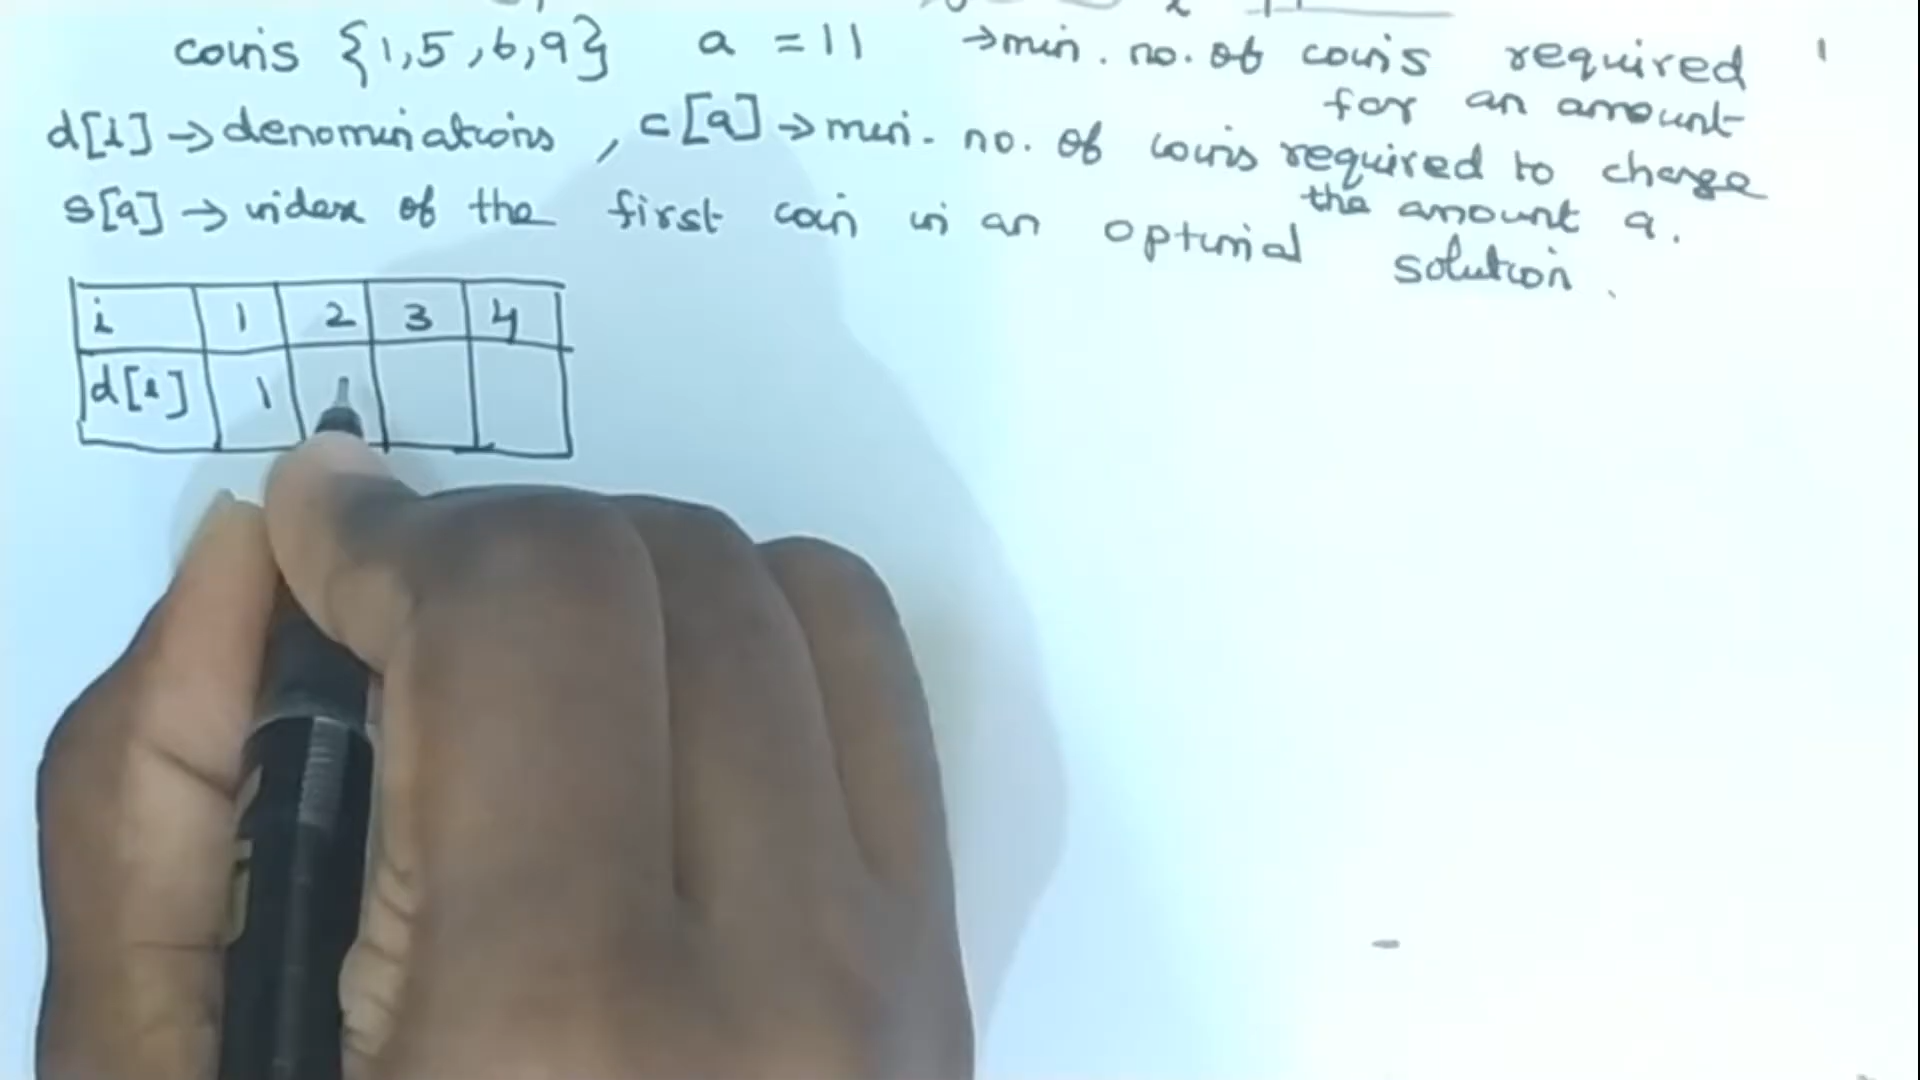 coins {1,5,6,9} a = 11 → min. no. of coins required
for an amount
d[i] → denominations, c[a] → min. no. of coins required to change
the amount a.
s[a] → index of the first coin in an optimal
solution.
i 1 2 3 4
d[i] 1